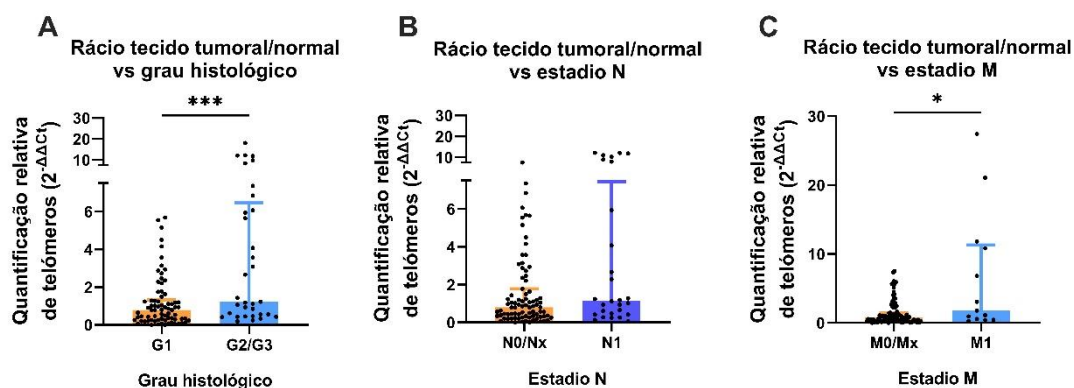 A
Rácio tecido tumoral/normal
vs grau histológico
***
Quantificação relativa
de telómeros (2-ΔΔCt)
30
20
10
6
4
2
0
G1
G2/G3
Grau histológico
B
Rácio tecido tumoral/normal
vs estadio N
Quantificação relativa
de telómeros (2-ΔΔCt)
30
20
10
6
4
2
0
N0/Nx
N1
Estadio N
C
Rácio tecido tumoral/normal
vs estadio M
*
Quantificação relativa
de telómeros (2-ΔΔCt)
30
20
10
0
M0/Mx
M1
Estadio M